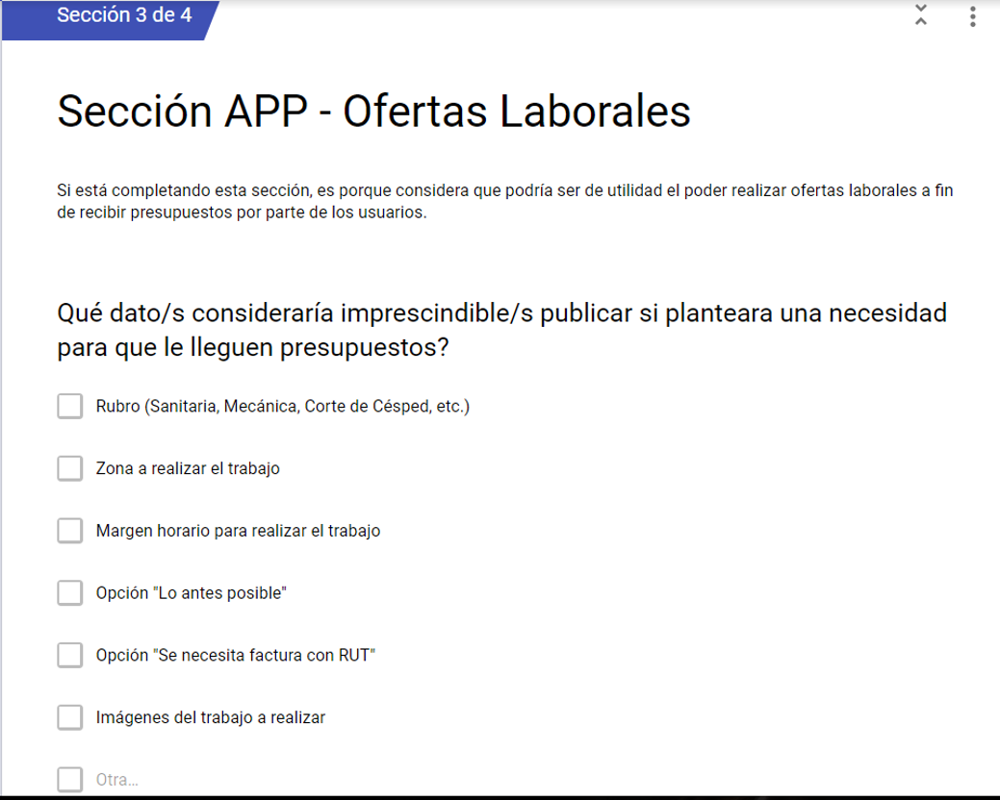 Sección 3 de 4
Sección APP - Ofertas Laborales
Si está completando esta sección, es porque considera que podría ser de utilidad el poder realizar ofertas laborales a fin
de recibir presupuestos por parte de los usuarios.
Qué dato/s consideraría imprescindible/s publicar si planteara una necesidad
para que le lleguen presupuestos?
Rubro (Sanitaria, Mecánica, Corte de Césped, etc.)
Zona a realizar el trabajo
Margen horario para realizar el trabajo
Opción "Lo antes posible"
Opción "Se necesita factura con RUT"
Imágenes del trabajo a realizar
Otra...